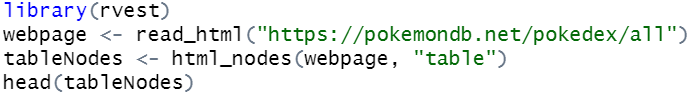 library(rvest)
webpage <- read_html("https://pokemondb.net/pokedex/all")
tableNodes <- html_nodes(webpage, "table")
head(tableNodes)